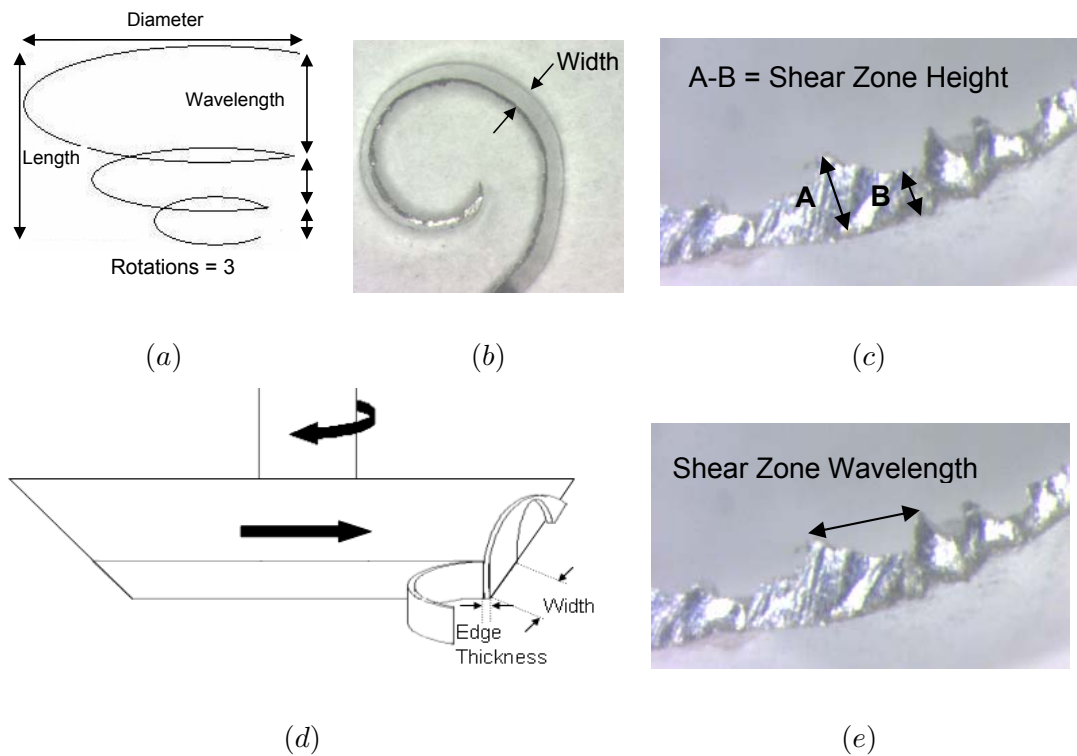 Diameter
Wavelength
Length
Rotations = 3
(a)
Width
(b)
A-B = Shear Zone Height
A
B
(c)
Width
Edge
Thickness
(d)
Shear Zone Wavelength
(e)